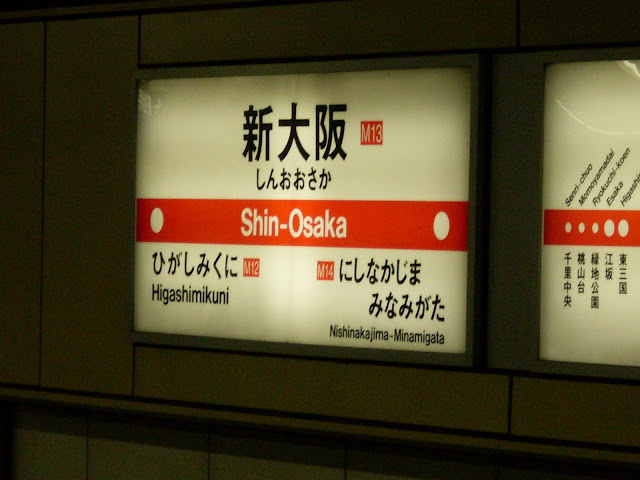 新大阪 M13
しんおおさか
Shin-Osaka
ひがしみくに M12
Higashimikuni
M14 にしなかじま
みなみがた
Nishinakajima-Minamigata
Senri-chuo
Momoyamadai
Ryokuchi-koen
Esaka
千里中央
桃山台
緑地公園
江坂
東三国